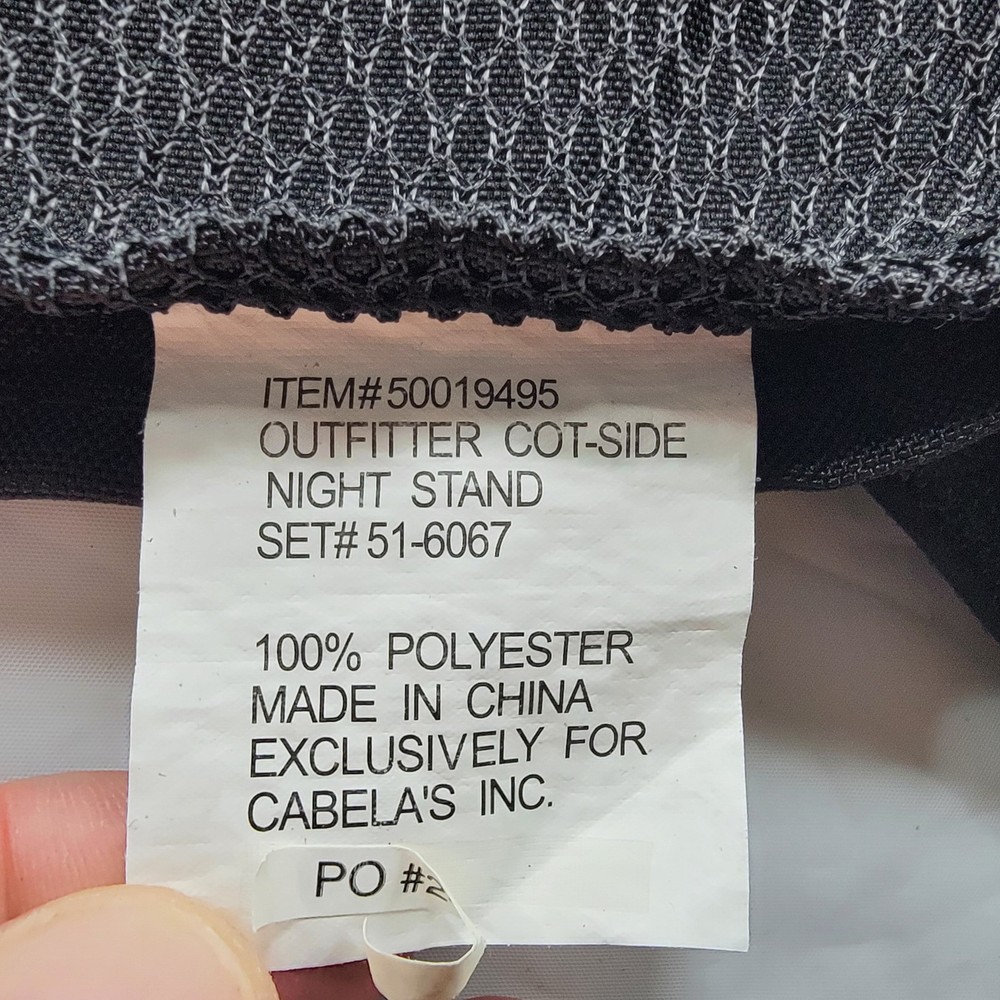 ITEM# 50019495
OUTFITTER COT-SIDE
NIGHT STAND
SET# 51-6067
100% POLYESTER
MADE IN CHINA
EXCLUSIVELY FOR
CABELA'S INC.
PO #2